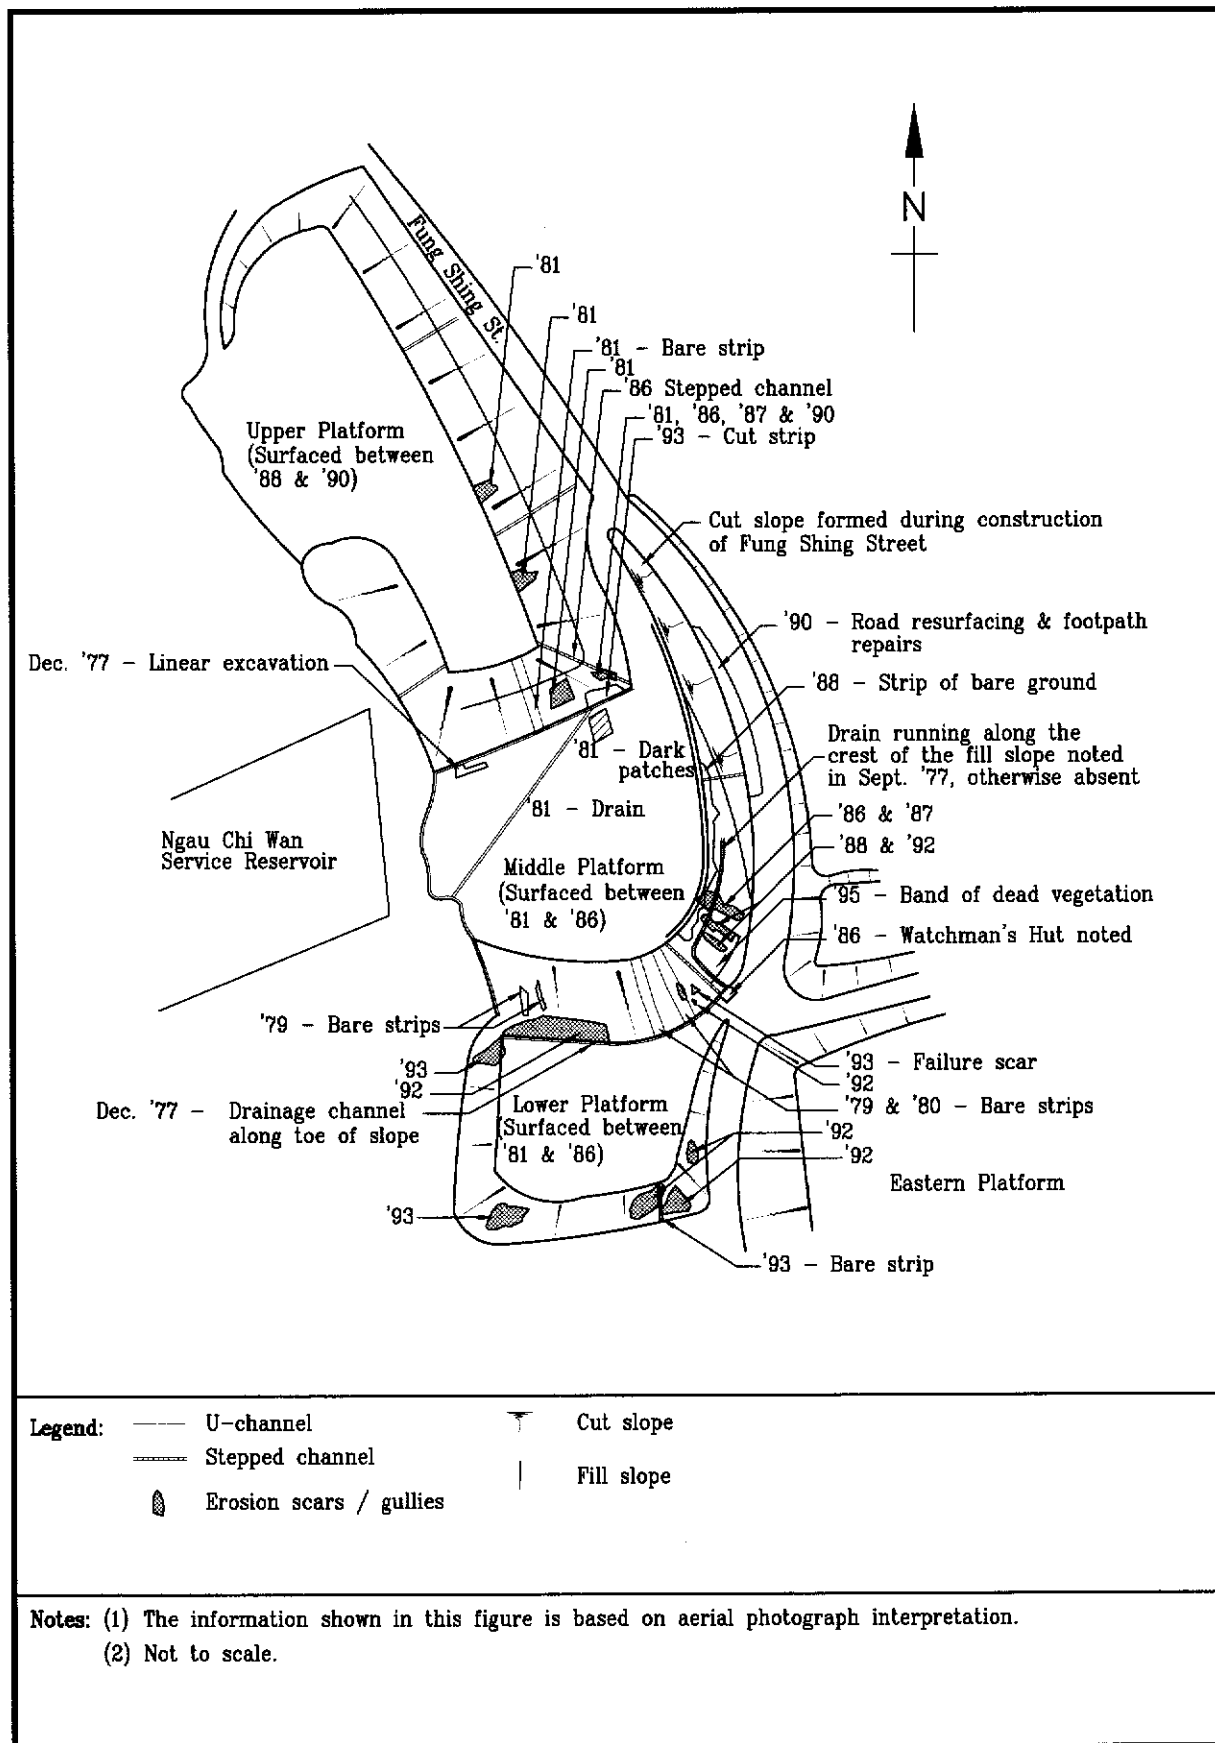 N
Fung Shing St.
'81
'81
'81 - Bare strip
'81
'86 Stepped channel
'81, '86, '87 & '90
'93 - Cut strip
Upper Platform
(Surfaced between
'88 & '90)
Cut slope formed during construction
of Fung Shing Street
'90 - Road resurfacing & footpath
repairs
Dec. '77 - Linear excavation
'88 - Strip of bare ground
Drain running along the
crest of the fill slope noted
in Sept. '77, otherwise absent
'81 - Dark
patches
'81 - Drain
'86 & '87
'88 & '92
Ngau Chi Wan
Service Reservoir
Middle Platform
(Surfaced between
'81 & '86)
'95 - Band of dead vegetation
'86 - Watchman's Hut noted
'79 - Bare strips
'93
'92
Dec. '77 - Drainage channel
along toe of slope
Lower Platform
(Surfaced between
'81 & '86)
'93 - Failure scar
'92
'79 & '80 - Bare strips
'92
'92
Eastern Platform
'93
'93 - Bare strip
Legend:
U-channel
Stepped channel
Erosion scars / gullies
Cut slope
Fill slope
Notes: (1) The information shown in this figure is based on aerial photograph interpretation.
(2) Not to scale.